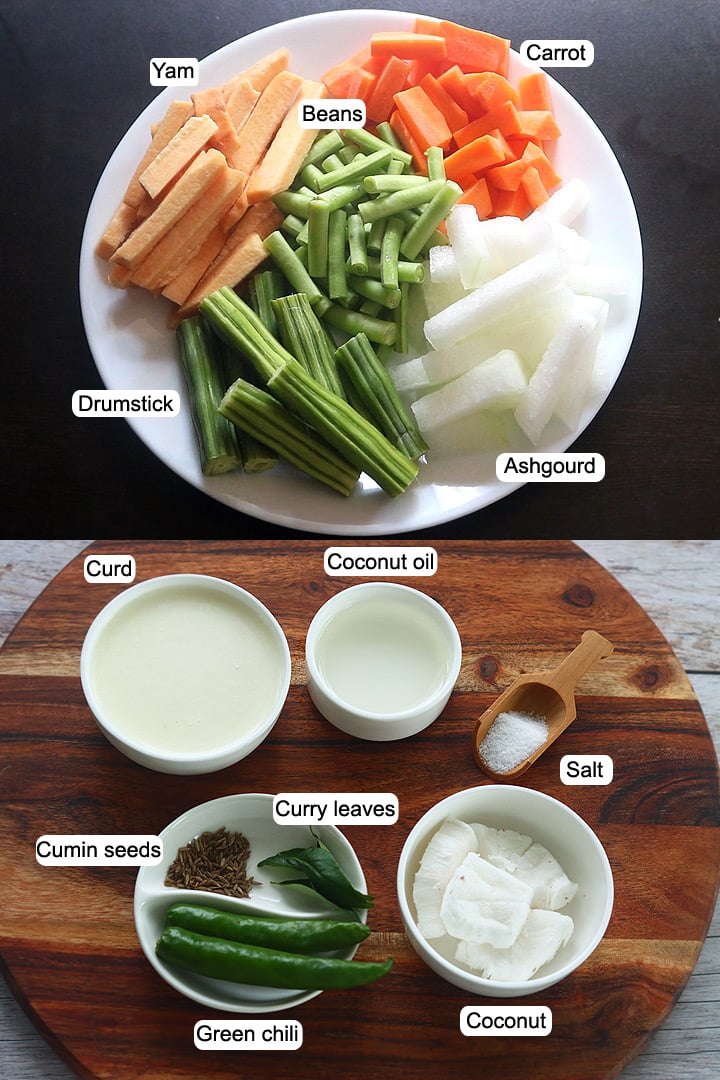 Yam
Carrot
Beans
Drumstick
Ashgourd
Curd
Coconut oil
Salt
Curry leaves
Cumin seeds
Green chili
Coconut